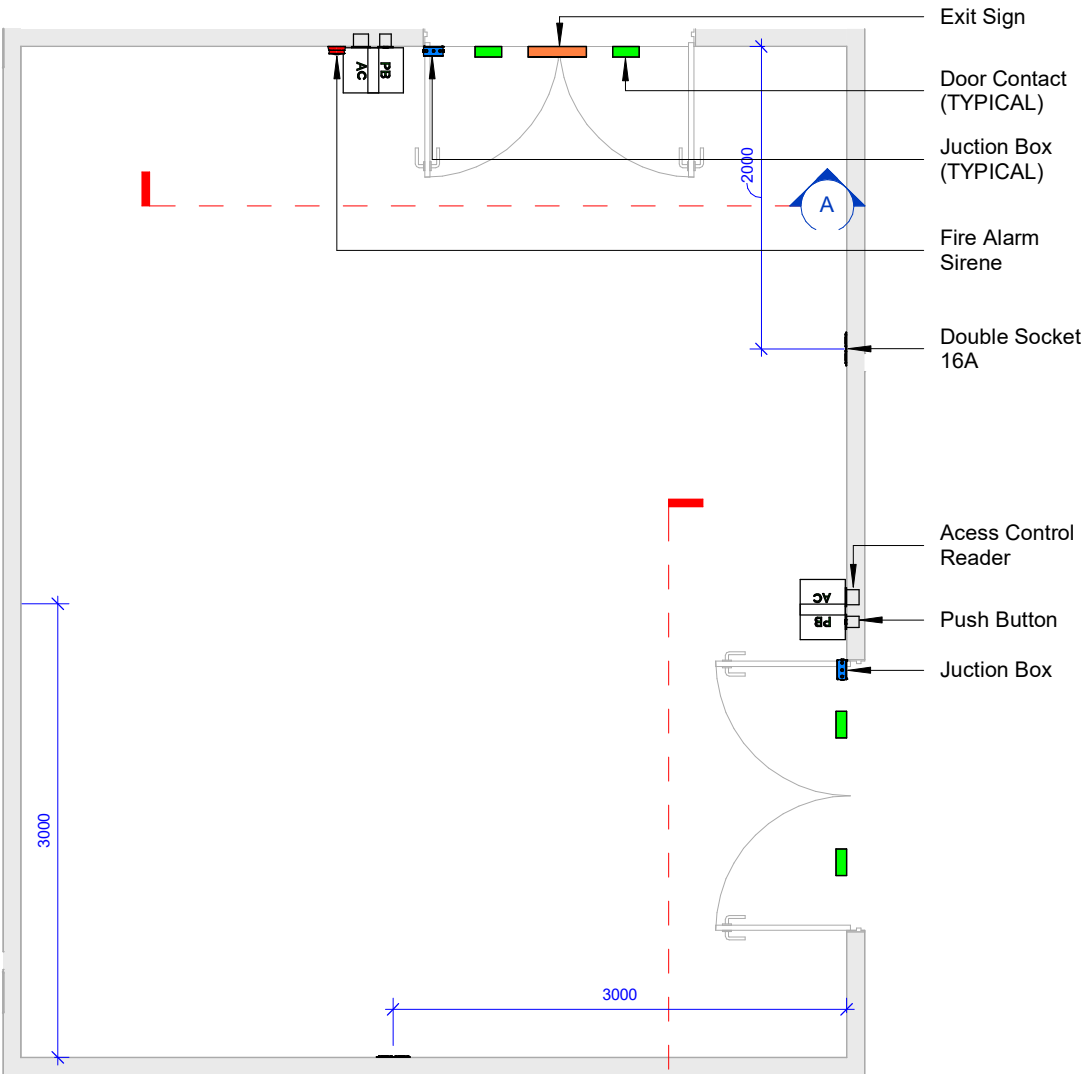 Exit Sign
Door Contact
(TYPICAL)
Juction Box
(TYPICAL)
Fire Alarm
Sirene
Double Socket
16A
Acess Control
Reader
Push Button
Juction Box
AC
PB
2000
A
AC
PB
3000
3000